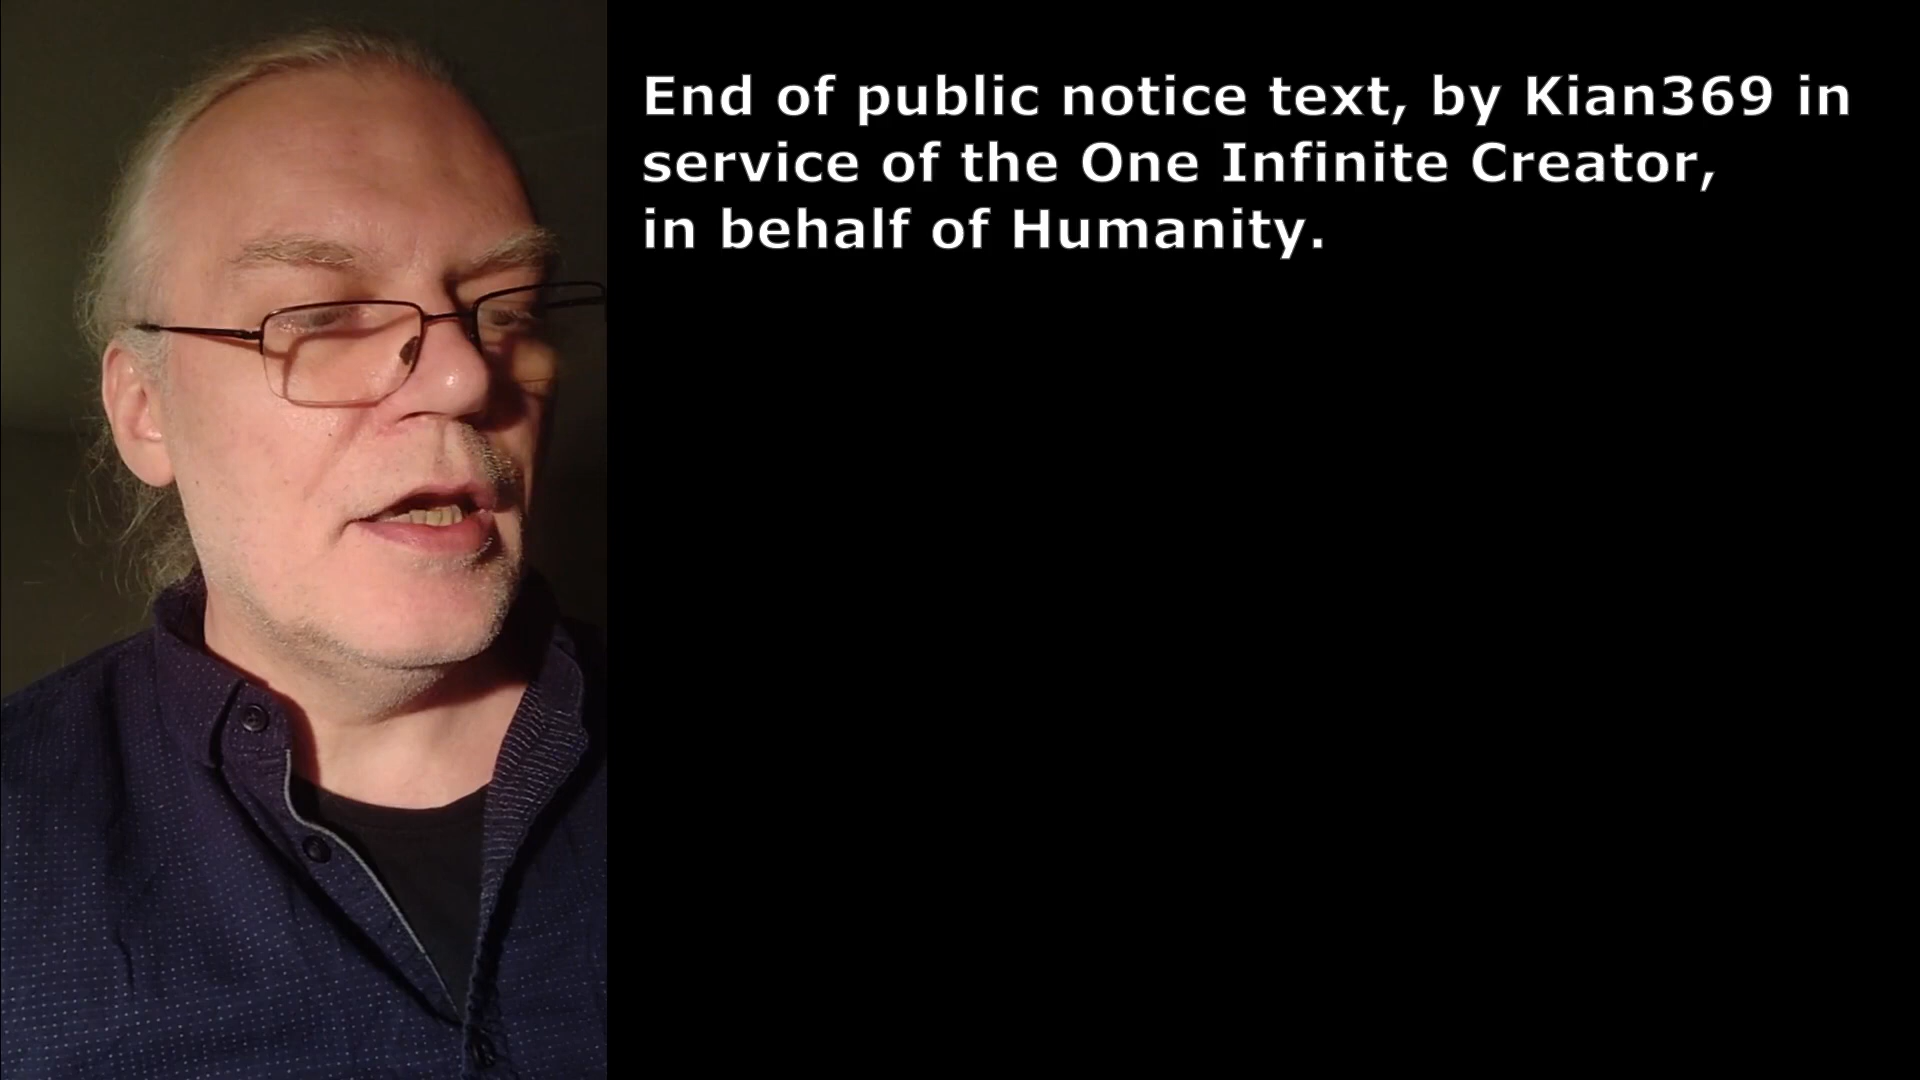 End of public notice text, by Kian369 in
service of the One Infinite Creator,
in behalf of Humanity.